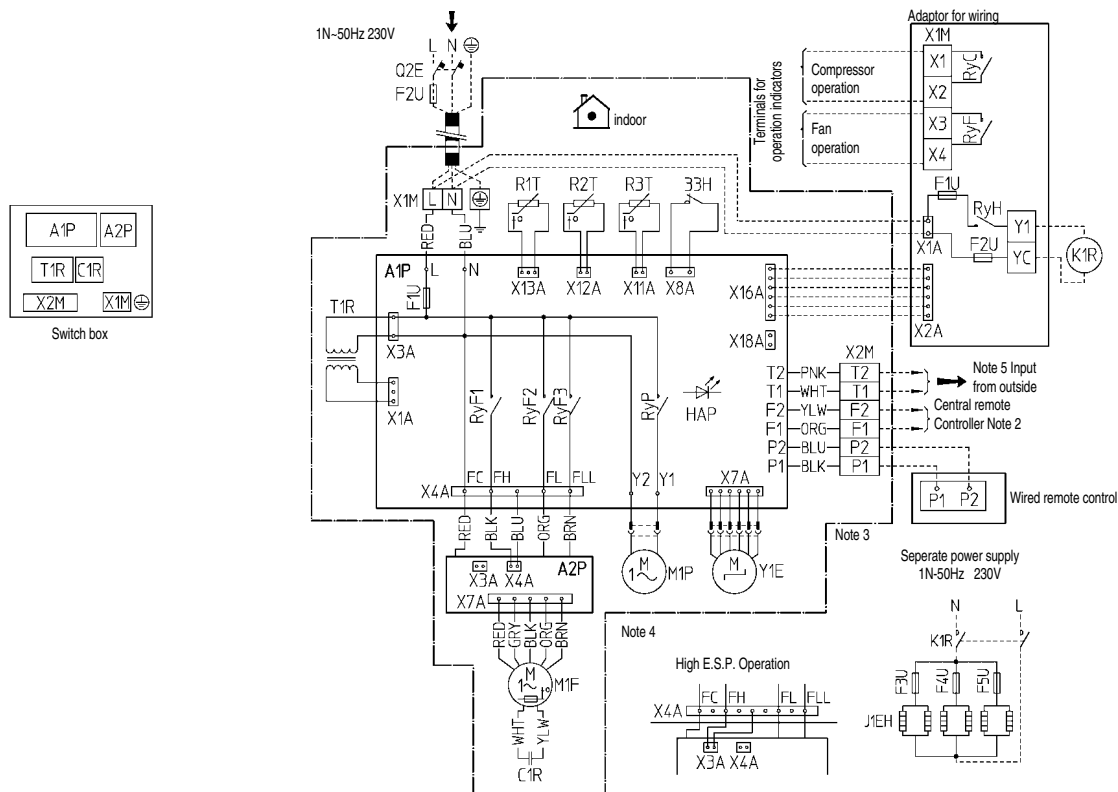 1N~50Hz 230V
L N
Q2E
F2U
indoor
Terminals for
operation indicators
Adaptor for wiring
X1M
X1
X2
X3
X4
RyC
RyF
Compressor
operation
Fan
operation
F1U
RyH
X1A
F2U
Y1
YC
K1R
X2A
A1P A2P
T1R C1R
X2M X1M
Switch box
X1M L N
RED BLU
R1T R2T R3T 33H
X13A X12A X11A X8A
A1P L N
F1U
T1R
X3A
X1A
RyF1 RyF2 RyF3 RyP
HAP
X16A
X18A
X2M
T2 PNK T2
T1 WHT T1
F2 YLW F2
F1 ORG F1
P2 BLU P2
P1 BLK P1
Note 5 Input
from outside
Central remote
Controller Note 2
P1 P2
Wired remote control
X4A FC FH FL FLL
Y2 Y1
X7A
RED BLK BLU ORG BRN
A2P
X3A X4A
X7A
M
1~
M1P
M
Y1E
RED GRY BLK ORG BRN
M
1~
M1F
WHT YLW
C1R
Note 3
Note 4
High E.S.P. Operation
FC FH FL FLL
X4A
X3A X4A
Seperate power supply
1N-50Hz 230V
N L
K1R
F3U F4U F5U
J1EH